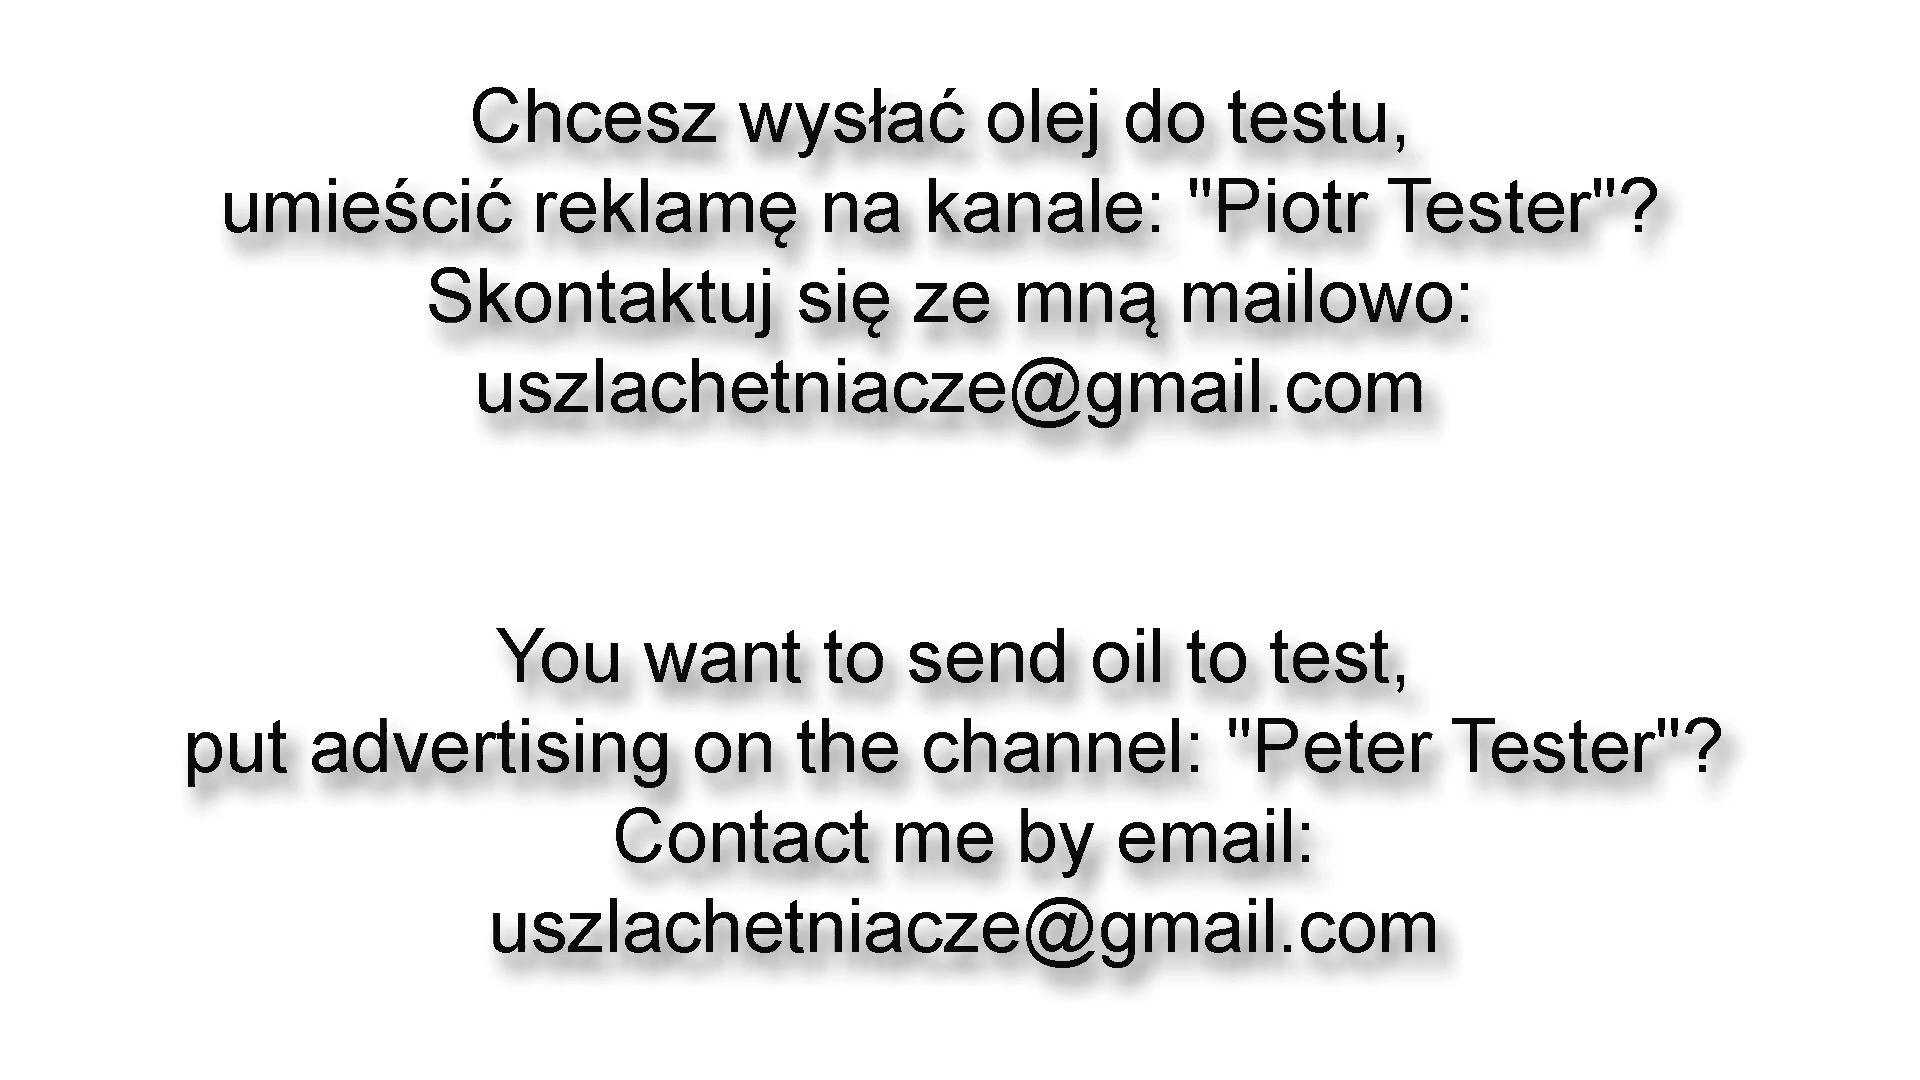 Chcesz wysłać olej do testu,
umieścić reklamę na kanale: "Piotr Tester"?
Skontaktuj się ze mną mailowo:
uszlachetniacze@gmail.com
You want to send oil to test,
put advertising on the channel: "Peter Tester"?
Contact me by email:
uszlachetniacze@gmail.com